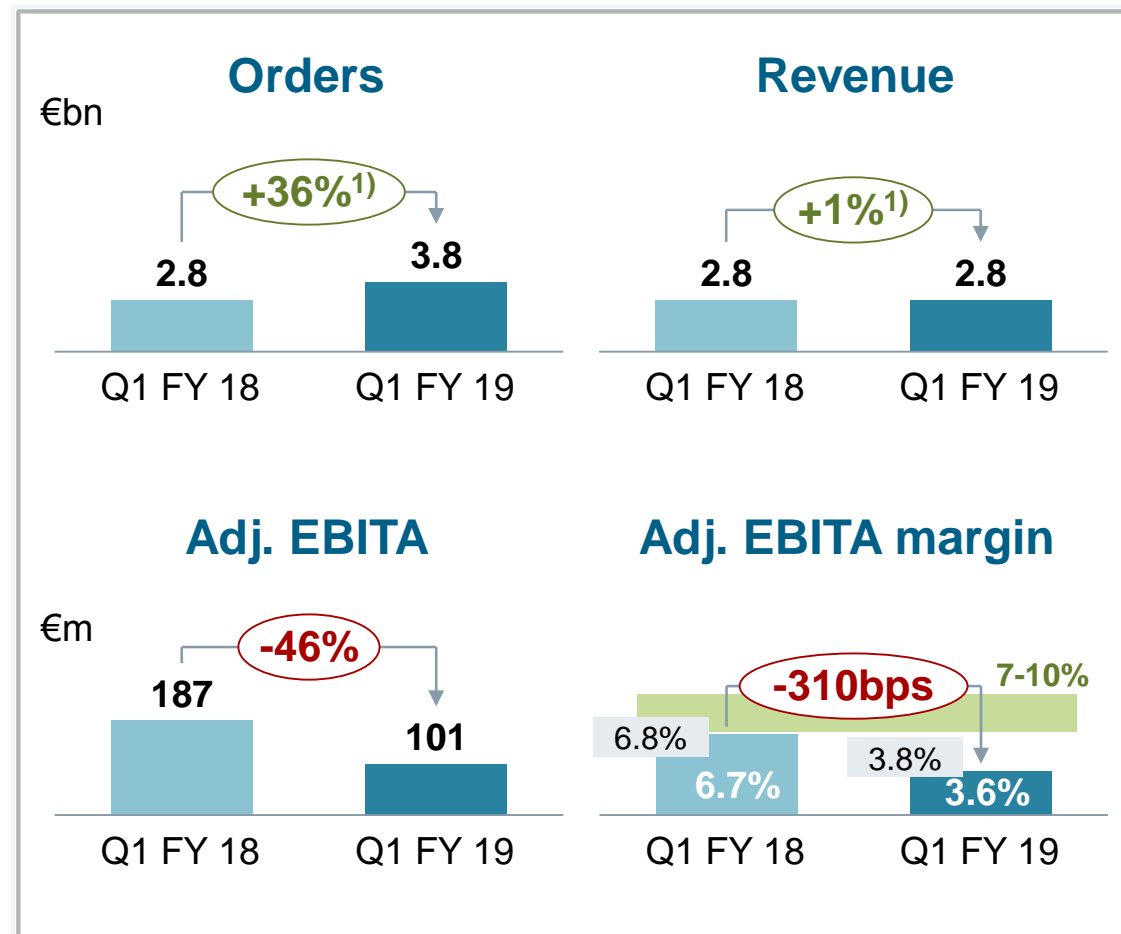 Orders
€bn
+36%1)
2.8
3.8
Q1 FY 18
Q1 FY 19
Revenue
+1%1)
2.8
2.8
Q1 FY 18
Q1 FY 19
Adj. EBITA
€m
-46%
187
101
Q1 FY 18
Q1 FY 19
Adj. EBITA margin
7-10%
-310bps
6.8%
3.8%
6.7%
3.6%
Q1 FY 18
Q1 FY 19